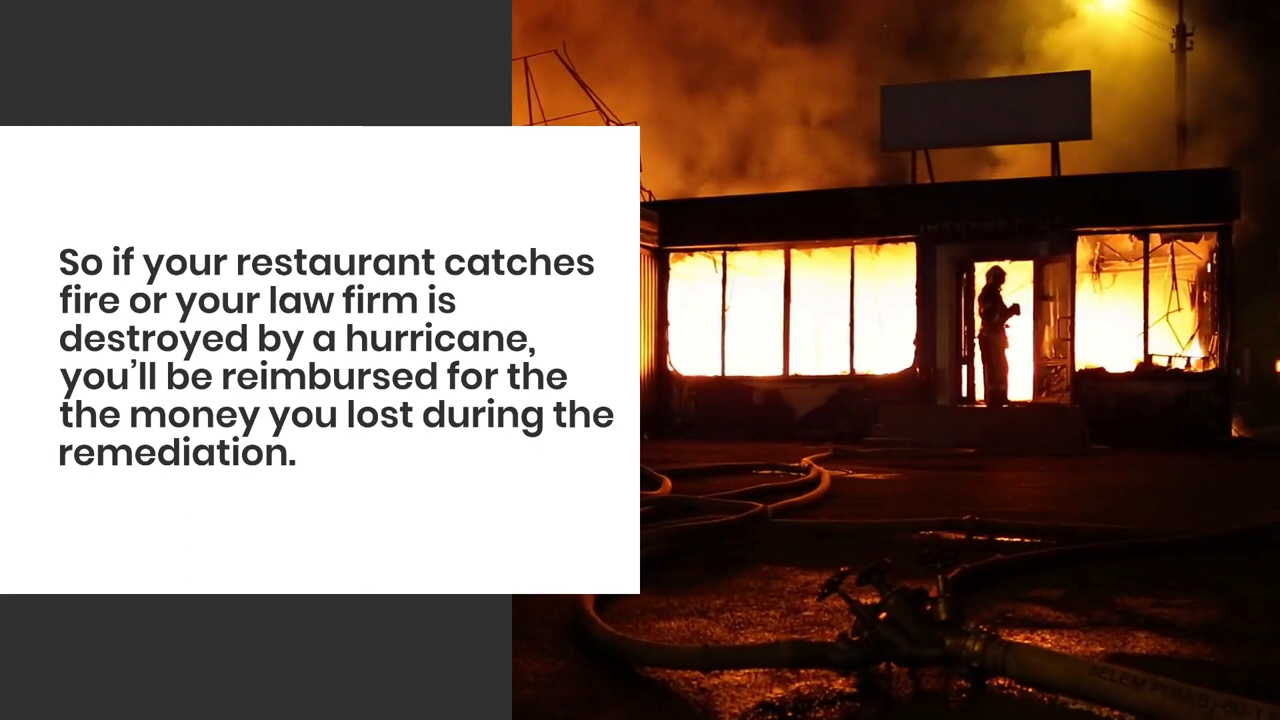 So if your restaurant catches
fire or your law firm is
destroyed by a hurricane,
you’ll be reimbursed for the
the money you lost during the
remediation.